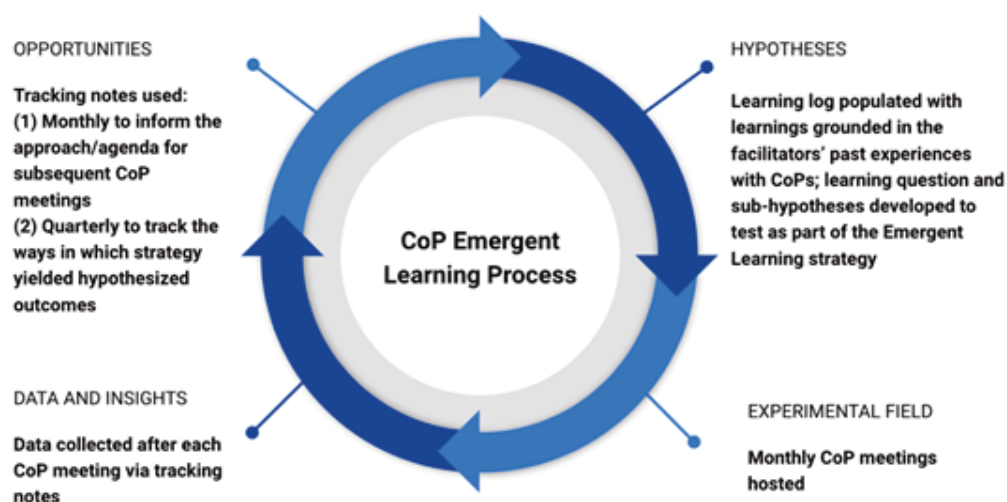 OPPORTUNITIES
Tracking notes used:
(1) Monthly to inform the
approach/agenda for
subsequent CoP
meetings
(2) Quarterly to track the
ways in which strategy
yielded hypothesized
outcomes
HYPOTHESES
Learning log populated with
learnings grounded in the
facilitators' past experiences
with CoPs; learning question and
sub-hypotheses developed to
test as part of the Emergent
Learning strategy
CoP Emergent
Learning Process
DATA AND INSIGHTS
Data collected after each
CoP meeting via tracking
notes
EXPERIMENTAL FIELD
Monthly CoP meetings
hosted